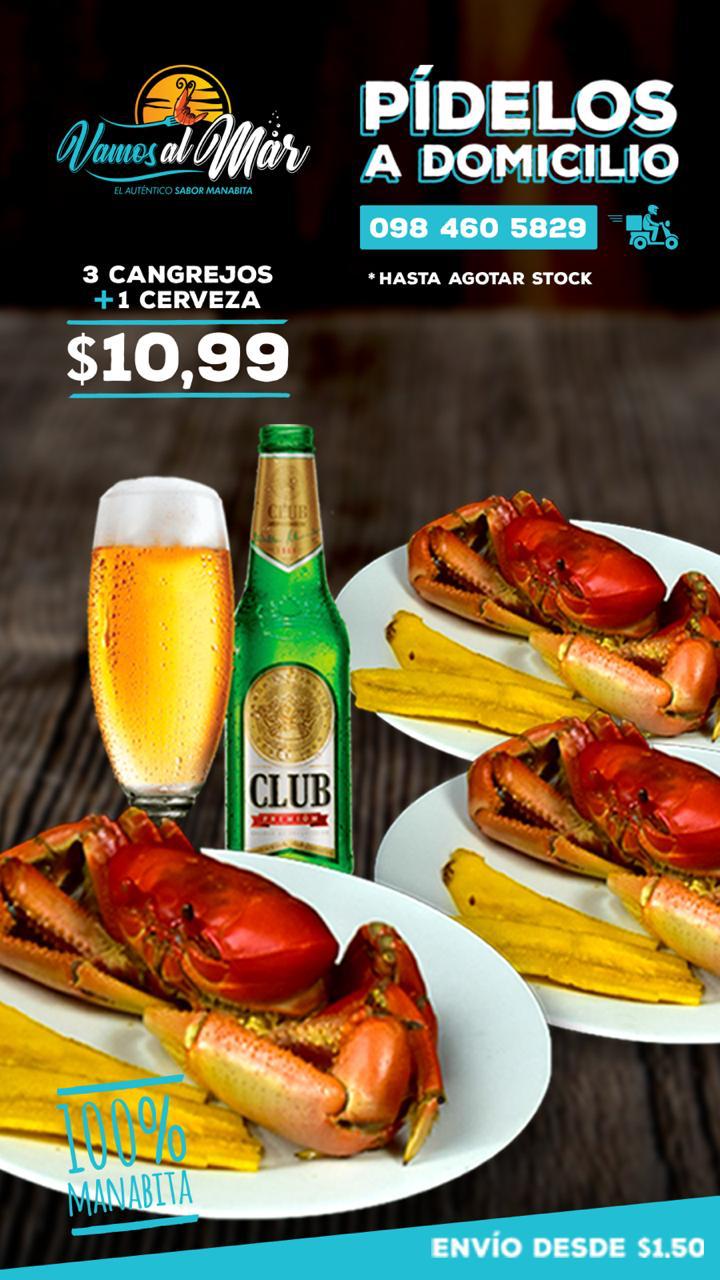 Vamos al Mar
EL AUTÉNTICO SABOR MANABITA
PÍDELOS
A DOMICILIO
098 460 5829
*HASTA AGOTAR STOCK
3 CANGREJOS
+1 CERVEZA
$10,99
CLUB
CLUB
PREMIUM
100%
MANABITA
ENVÍO DESDE $1.50